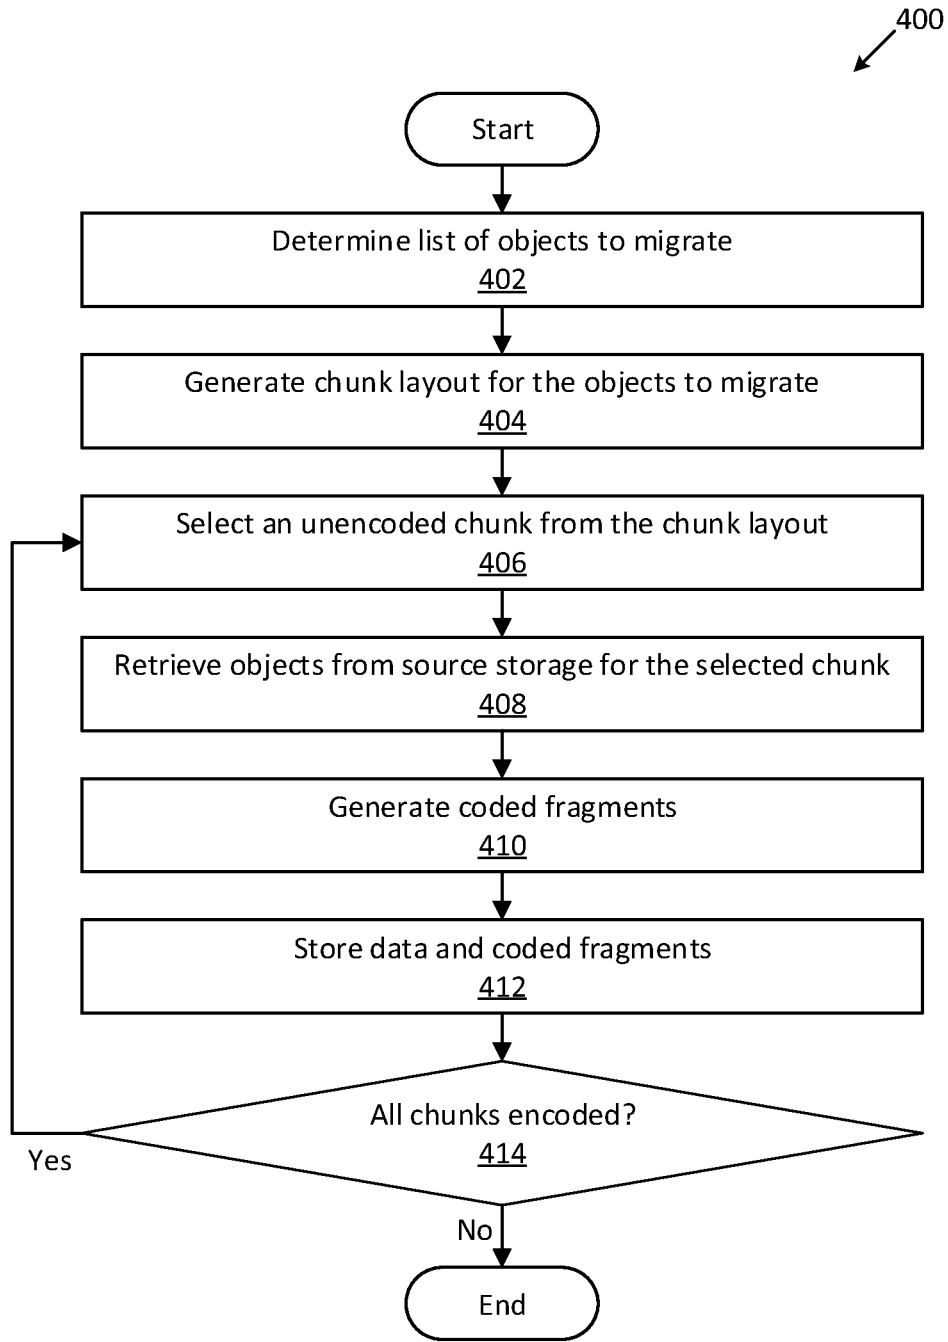 400
Start
Determine list of objects to migrate
402
Generate chunk layout for the objects to migrate
404
Select an unencoded chunk from the chunk layout
406
Retrieve objects from source storage for the selected chunk
408
Generate coded fragments
410
Store data and coded fragments
412
All chunks encoded?
414
Yes
No
End